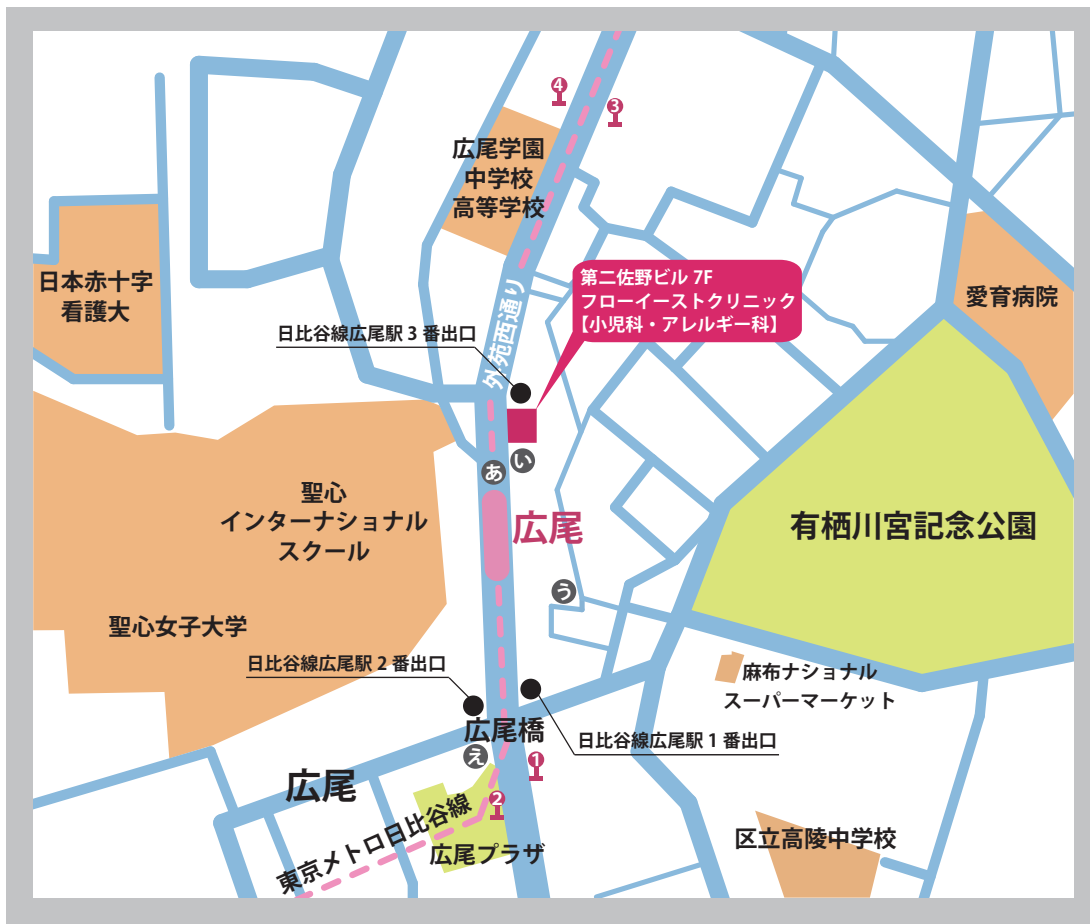 4
3
広尾学園
中学校
高等学校
第二佐野ビル 7F
フローイーストクリニック
【小児科・アレルギー科】
日本赤十字
看護大
愛育病院
外苑西通り
日比谷線広尾駅 3 番出口
あ
い
広尾
聖心
インターナショナル
スクール
有栖川宮記念公園
う
聖心女子大学
日比谷線広尾駅 2 番出口
麻布ナショナル
スーパーマーケット
広尾橋
日比谷線広尾駅 1 番出口
え
1
広尾
2
東京メトロ日比谷線
広尾プラザ
区立高陵中学校